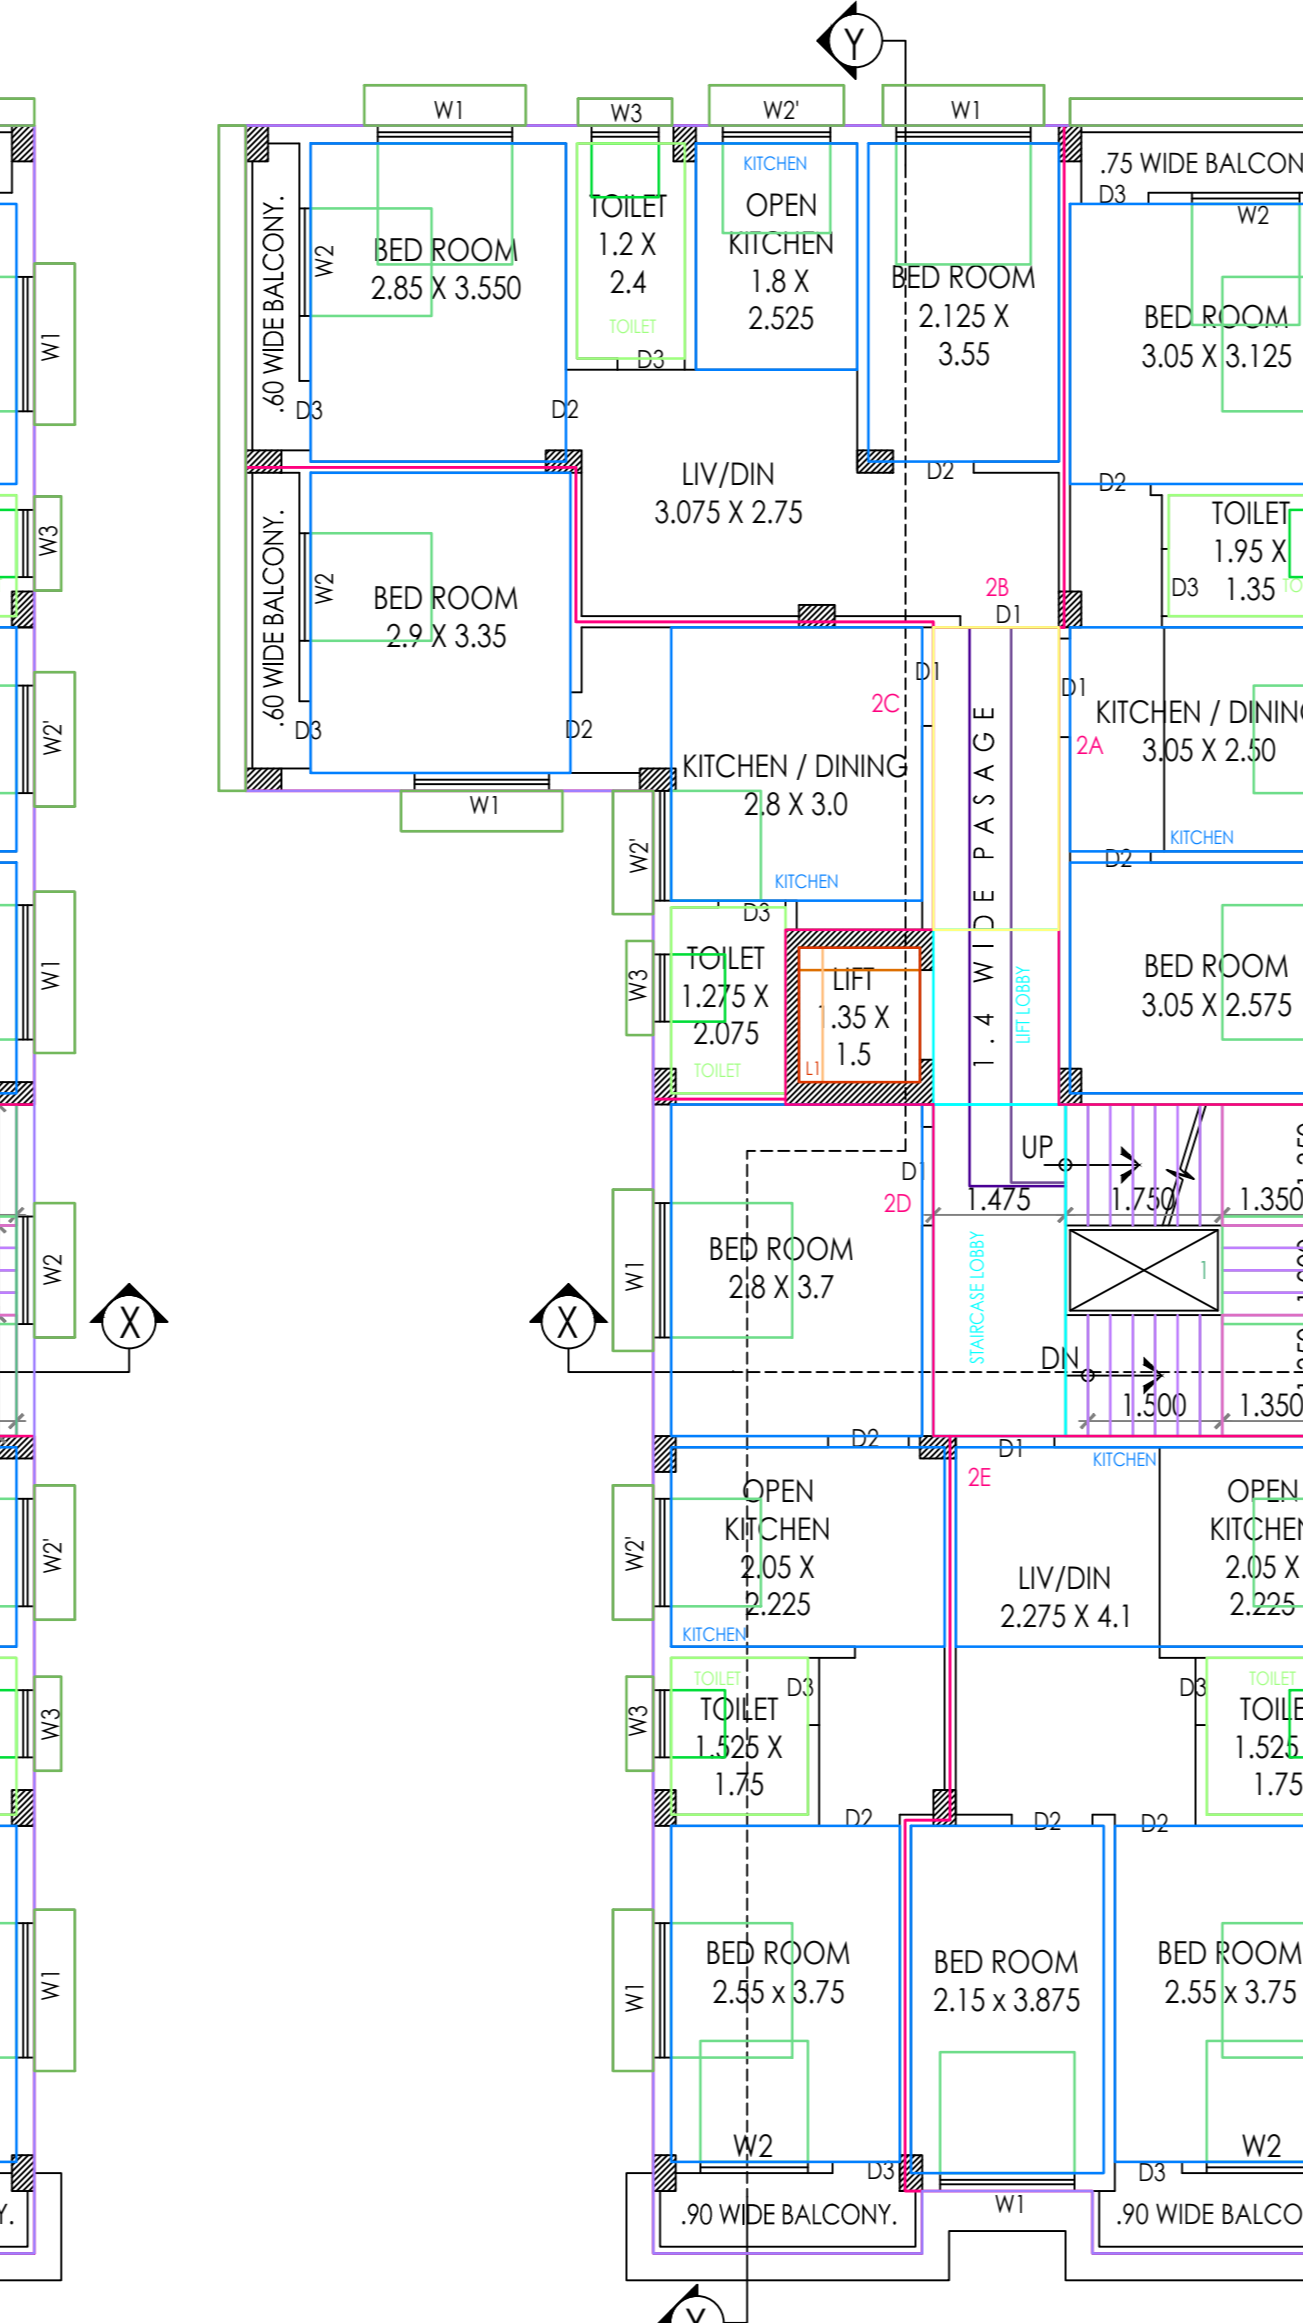 Y
W1
W3
W2'
W1
.75 WIDE BALCON
D3
W2
KITCHEN
TOILET
1.2 X
2.4
TOILET
D3
OPEN
KITCHEN
1.8 X
2.525
.60 WIDE BALCONY.
W2
BED ROOM
2.85 X 3.550
BED ROOM
2.125 X
3.55
BED ROOM
3.05 X 3.125
W1
D3
D2
D2
D2
LIV/DIN
3.075 X 2.75
TOILET
1.95 X
1.35
D3
TO
W3
.60 WIDE BALCONY.
W2
BED ROOM
2.9 X 3.35
2B
D1
D3
D2
D1
2C
D1
2A
W2'
KITCHEN / DINING
2.8 X 3.0
KITCHEN
KITCHEN / DINING
3.05 X 2.50
KITCHEN
D2
1.4 WIDE PASAGE
W1
W2'
D3
W1
W3
TOILET
1.275 X
2.075
TOILET
LIFT
1.35 X
1.5
L1
LIFT LOBBY
BED ROOM
3.05 X 2.575
UP
D1
2D
1.475
1.750
1.350
W2
W1
BED ROOM
2.8 X 3.7
STAIRCASE LOBBY
1
X
X
DN
1.500
1.350
D2
D1
KITCHEN
2E
W2'
W2'
OPEN
KITCHEN
2.05 X
2.225
KITCHEN
LIV/DIN
2.275 X 4.1
OPEN
KITCHEN
2.05 X
2.225
W3
W3
TOILET
TOILET
1.525 X
1.75
D3
D3
TOILET
TOILE
1.525
1.75
D2
D2
D2
W1
W1
BED ROOM
2.55 x 3.75
BED ROOM
2.15 x 3.875
BED ROOM
2.55 x 3.75
W2
D3
D3
W2
W1
Y.
.90 WIDE BALCONY.
.90 WIDE BALCO
Y